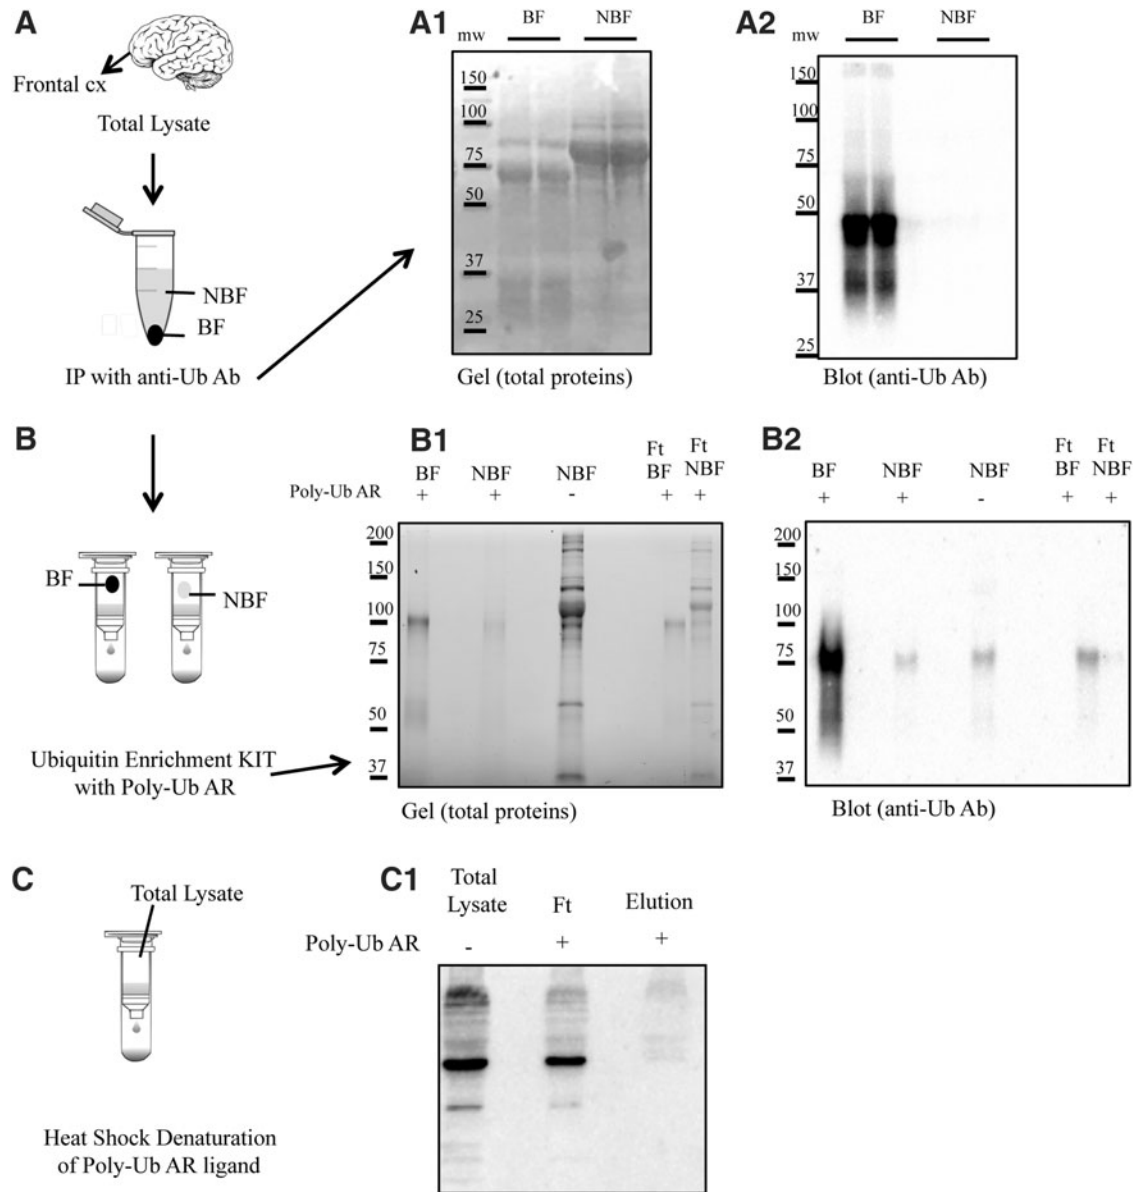 A
Frontal cx
Total Lysate
NBF
BF
IP with anti-Ub Ab
A1
BF NBF
mw
150
100
75
50
37
25
Gel (total proteins)
A2
BF NBF
mw
150
100
75
50
37
25
Blot (anti-Ub Ab)
B
BF
NBF
Ubiquitin Enrichment KIT
with Poly-Ub AR
B1
Ft Ft
BF NBF NBF BF NBF
Poly-Ub AR + + - + +
200
150
100
75
50
37
Gel (total proteins)
B2
Ft Ft
BF NBF NBF BF NBF
+ + - + +
200
150
100
75
50
37
Blot (anti-Ub Ab)
C
Total Lysate
Heat Shock Denaturation
of Poly-Ub AR ligand
C1
Total
Lysate Ft Elution
Poly-Ub AR - + +